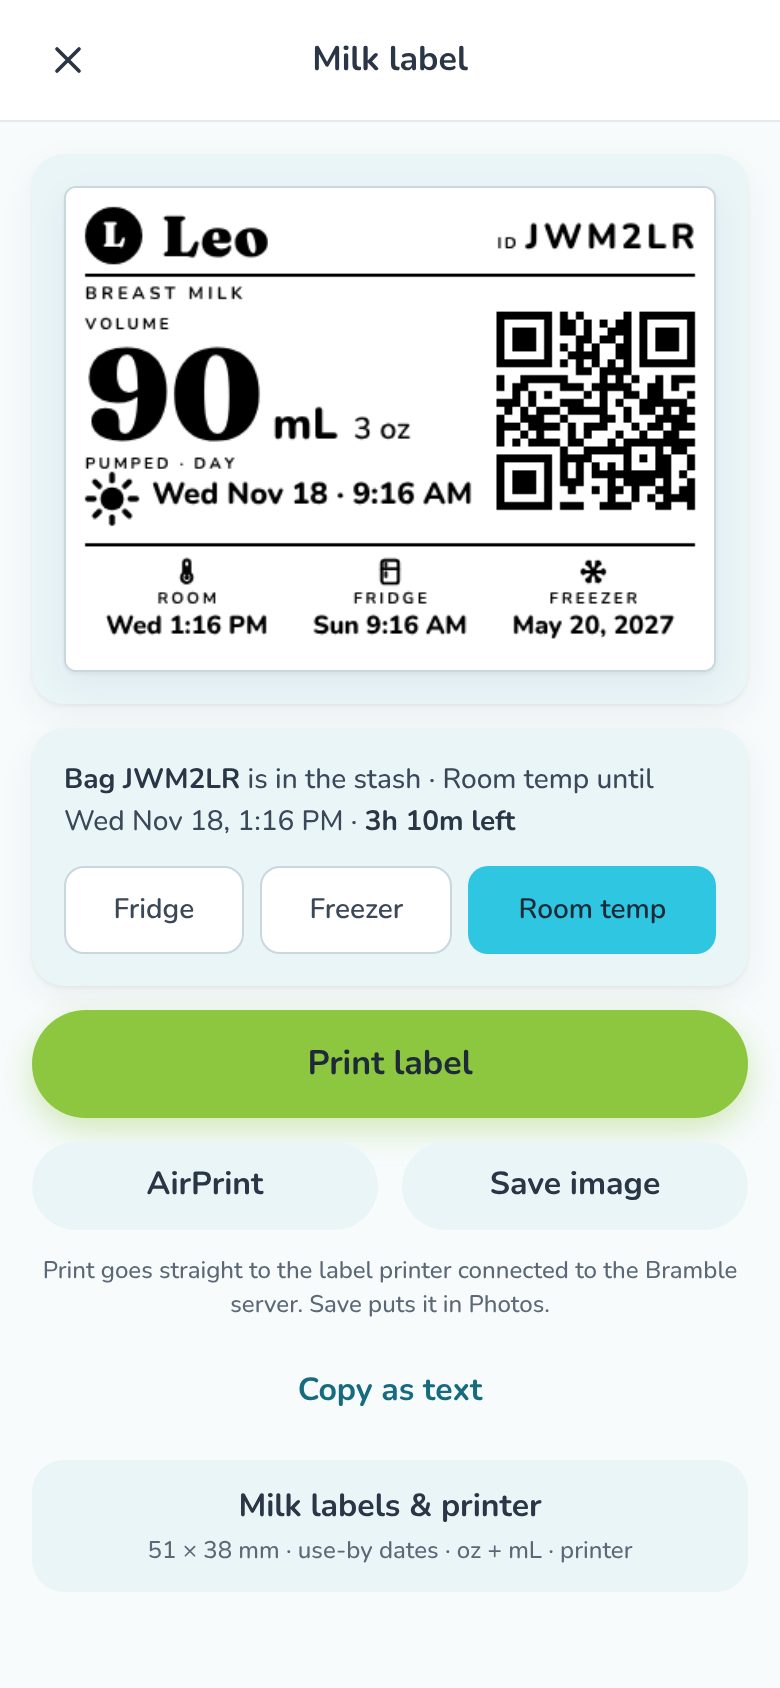 Milk label
L Leo
ID JWM2LR
BREAST MILK
VOLUME
90 mL 3 oz
PUMPED · DAY
Wed Nov 18 · 9:16 AM
ROOM
Wed 1:16 PM
FRIDGE
Sun 9:16 AM
FREEZER
May 20, 2027
Bag JWM2LR is in the stash · Room temp until
Wed Nov 18, 1:16 PM · 3h 10m left
Fridge
Freezer
Room temp
Print label
AirPrint
Save image
Print goes straight to the label printer connected to the Bramble
server. Save puts it in Photos.
Copy as text
Milk labels & printer
51 × 38 mm · use-by dates · oz + mL · printer